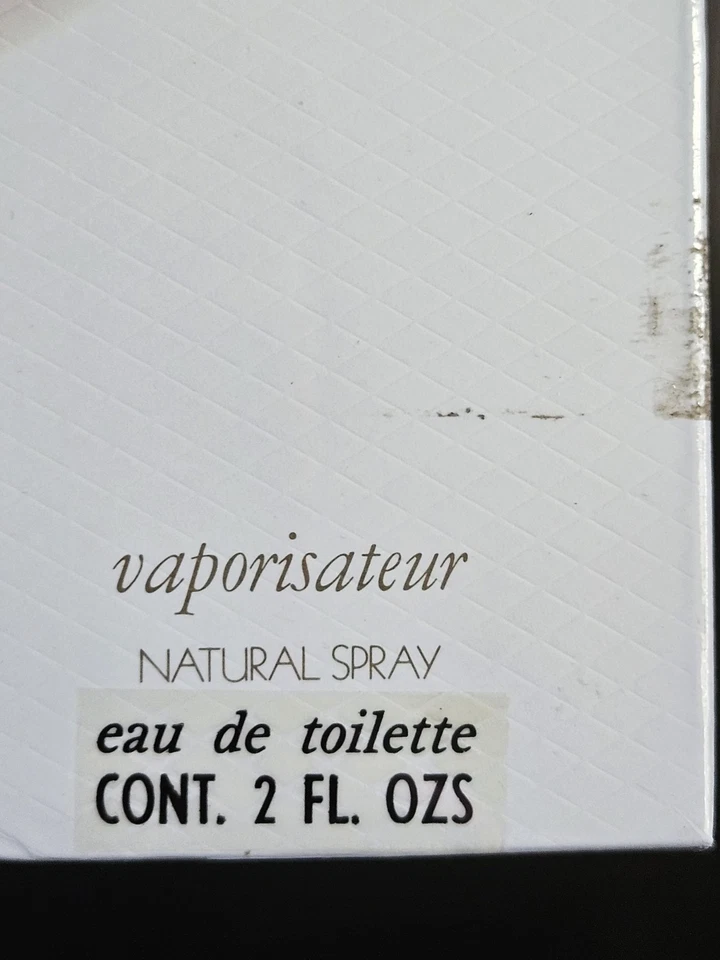 vaporisateur
NATURAL SPRAY
eau de toilette
CONT. 2 FL. OZS